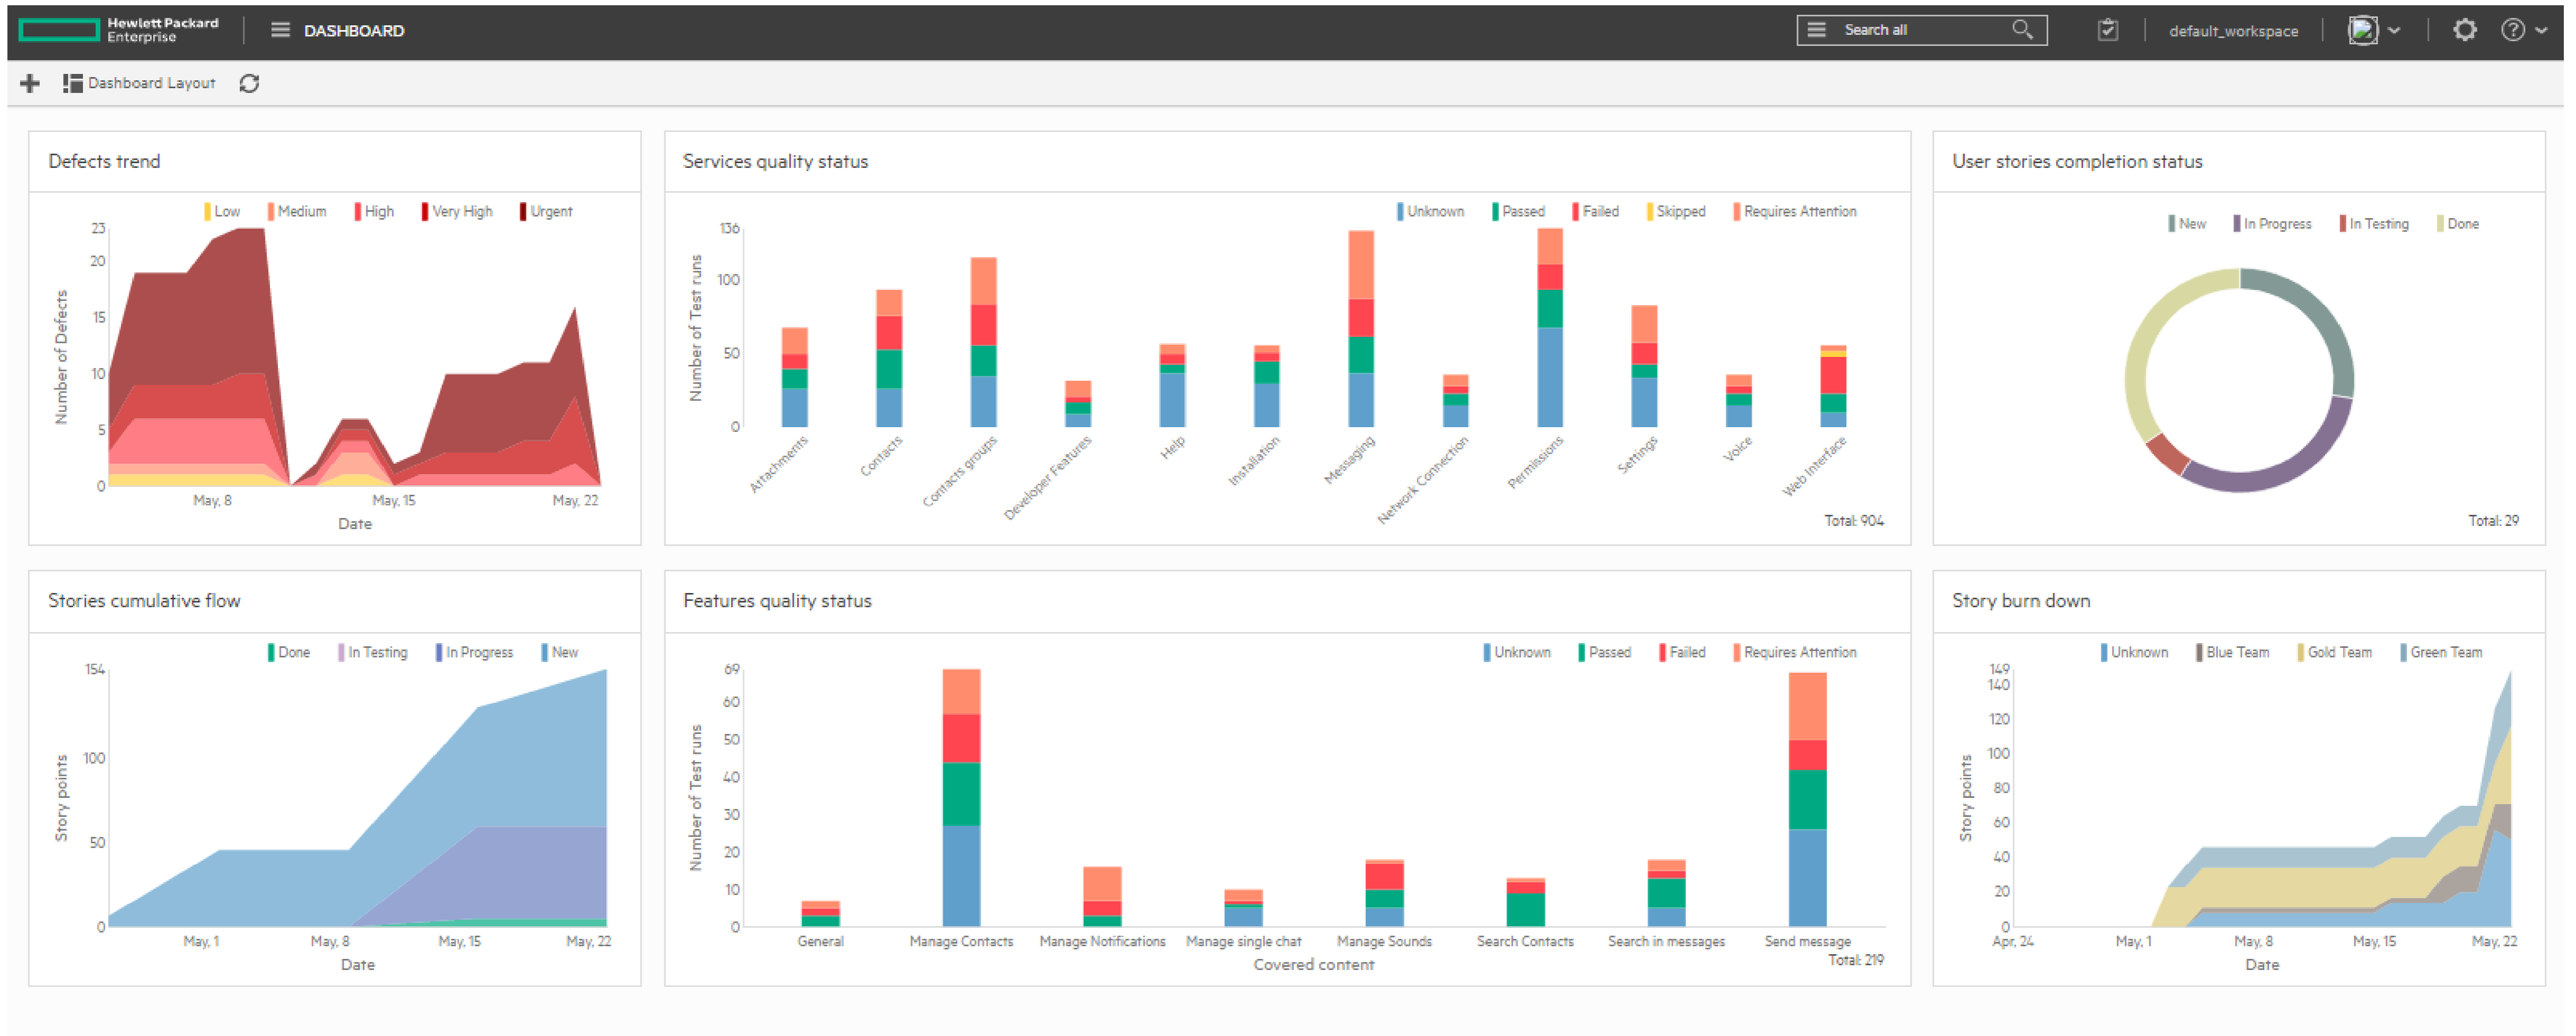 Hewlett Packard
Enterprise
DASHBOARD
Search all
default_workspace
Dashboard Layout
Defects trend
Low Medium High Very High Urgent
23
20
15
10
5
0
Number of Defects
May, 8 May, 15 May, 22
Date
Services quality status
Unknown Passed Failed Skipped Requires Attention
136
100
50
0
Number of Test runs
Attachments Contacts Contacts groups Developer Features Help Installation Messaging Network Connection Permissions Settings Voice Web Interface
Total: 904
User stories completion status
New In Progress In Testing Done
Total: 29
Stories cumulative flow
Done In Testing In Progress New
154
100
50
0
Story points
May, 1 May, 8 May, 15 May, 22
Date
Features quality status
Unknown Passed Failed Requires Attention
69
60
50
40
30
20
10
0
Number of Test runs
General Manage Contacts Manage Notifications Manage single chat Manage Sounds Search Contacts Search in messages Send message
Covered content
Total: 219
Story burn down
Unknown Blue Team Gold Team Green Team
149
140
120
100
80
60
40
20
0
Story points
Apr, 24 May, 1 May, 8 May, 15 May, 22
Date